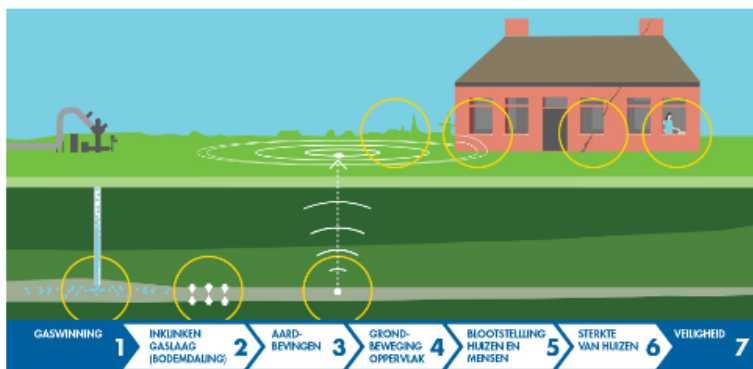 GASWINNING 1
INKLINKEN
GASLAAG
(BODEMDALING) 2
AARD-
BEVINGEN 3
GROND-
BEWEGING
OPPERVLAK 4
BLOOTSTELLLING
HUIZEN EN
MENSEN 5
STERKTE
VAN HUIZEN 6
VEILIGHEID 7